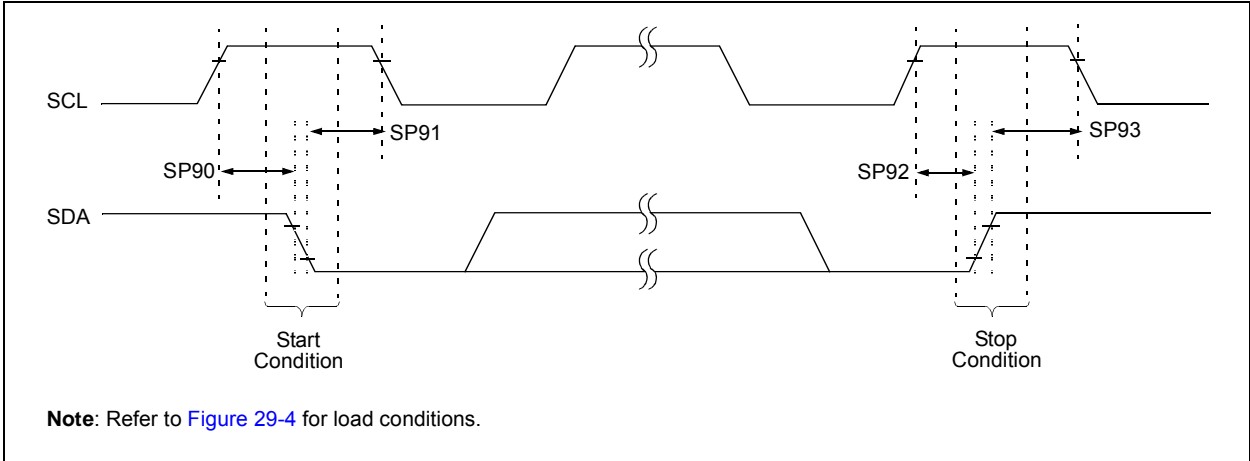 SCL
SP91
SP93
SP90
SP92
SDA
Start
Condition
Stop
Condition
Note: Refer to Figure 29-4 for load conditions.